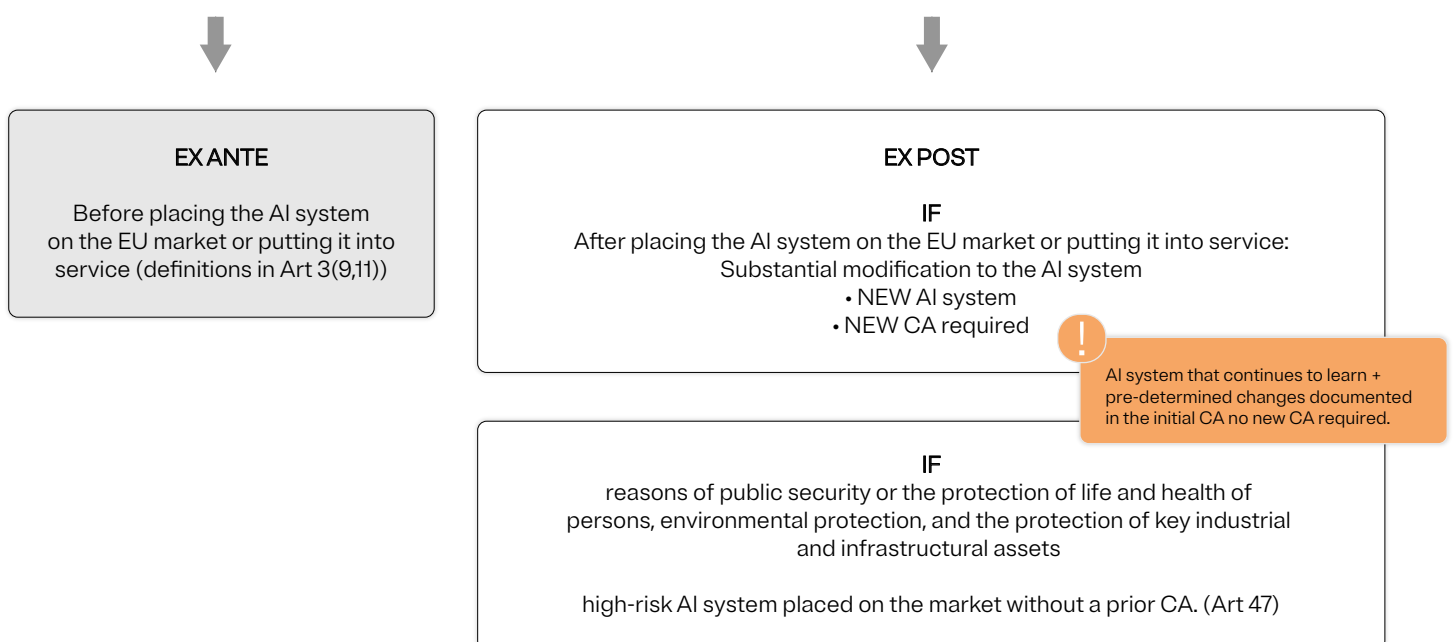 EX ANTE
Before placing the AI system
on the EU market or putting it into
service (definitions in Art 3(9,11))
EX POST
IF
After placing the AI system on the EU market or putting it into service:
Substantial modification to the AI system
• NEW AI system
• NEW CA required
!
AI system that continues to learn +
pre-determined changes documented
in the initial CA no new CA required.
IF
reasons of public security or the protection of life and health of
persons, environmental protection, and the protection of key industrial
and infrastructural assets
high-risk AI system placed on the market without a prior CA. (Art 47)